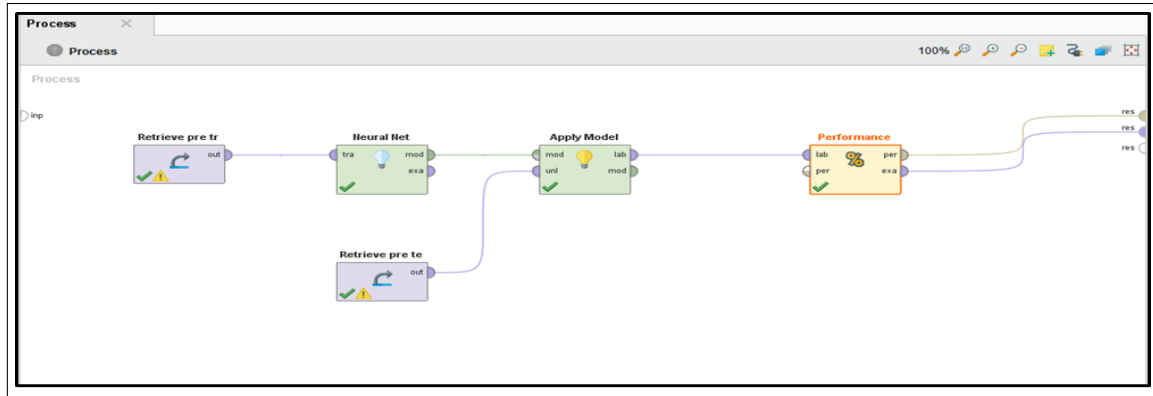 Process
Process
100%
Process
inp
res
res
res
Retrieve pre tr
out
Neural Net
tra mod
exa
Apply Model
mod lab
unl mod
Performance
lab % per
per exa
Retrieve pre te
out